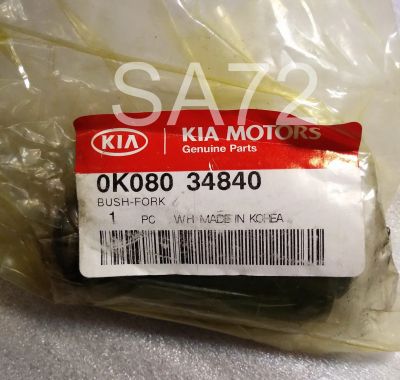 SA72
KIA
KIA MOTORS
Genuine Parts
0K080 34840
BUSH-FORK
1 PC WH MADE IN KOREA